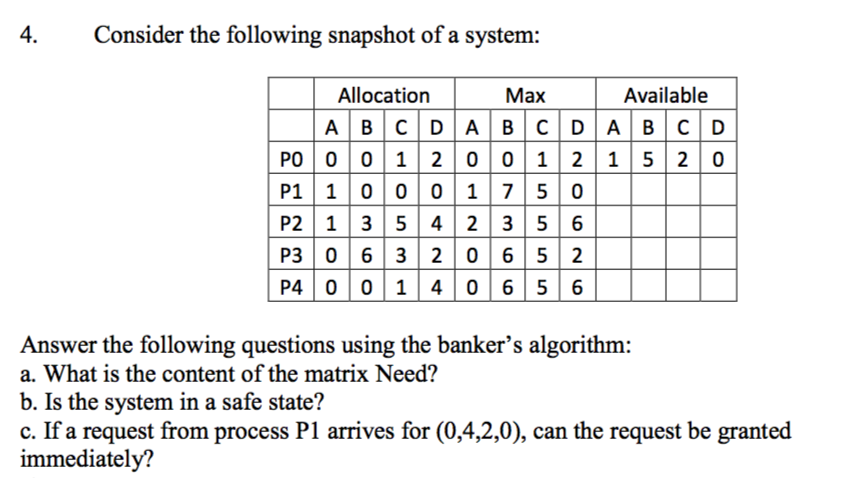 4. Consider the following snapshot of a system:
Allocation Max Available
A B C D A B C D A B C D
P0 0 0 1 2 0 0 1 2 1 5 2 0
P1 1 0 0 0 1 7 5 0
P2 1 3 5 4 2 3 5 6
P3 0 6 3 2 0 6 5 2
P4 0 0 1 4 0 6 5 6
Answer the following questions using the banker's algorithm:
a. What is the content of the matrix Need?
b. Is the system in a safe state?
c. If a request from process P1 arrives for (0,4,2,0), can the request be granted
immediately?